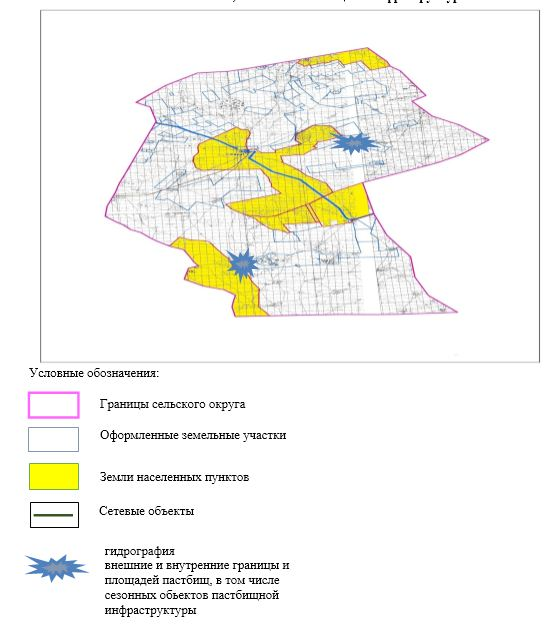 Условные обозначения:
Границы сельского округа
Оформленные земельные участки
Земли населенных пунктов
Сетевые объекты
гидрография
внешние и внутренние границы и
площадей пастбищ, в том числе
сезонных объектов пастбищной
инфраструктуры